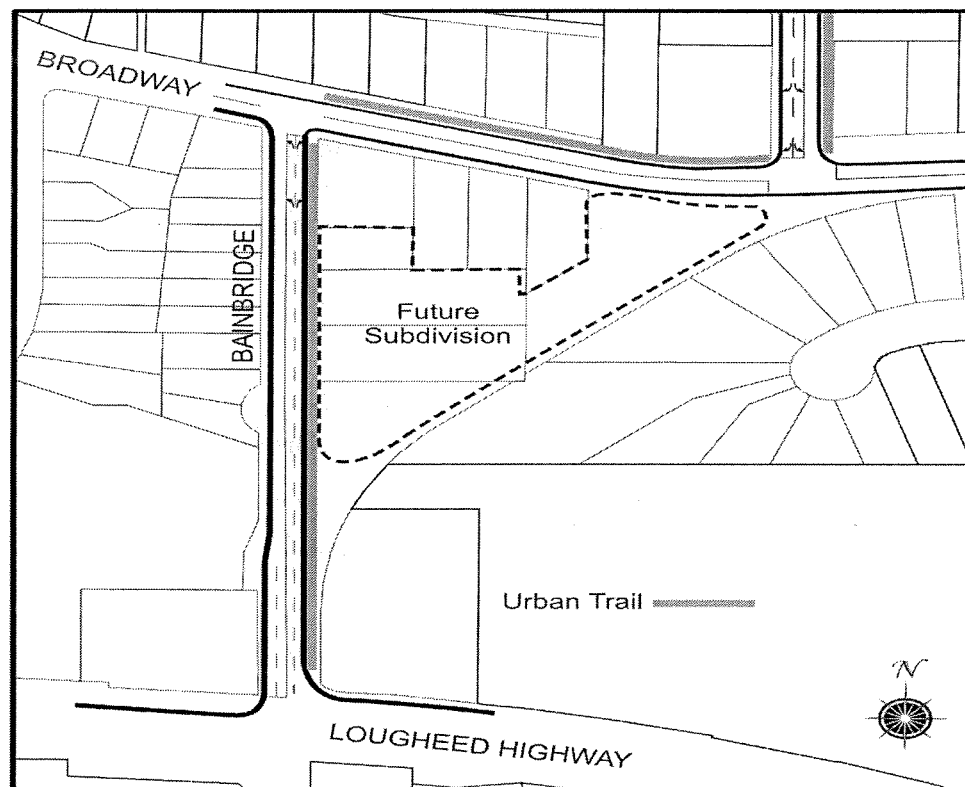 BROADWAY
BAINBRIDGE
Future
Subdivision
Urban Trail
N
LOUGHEED HIGHWAY